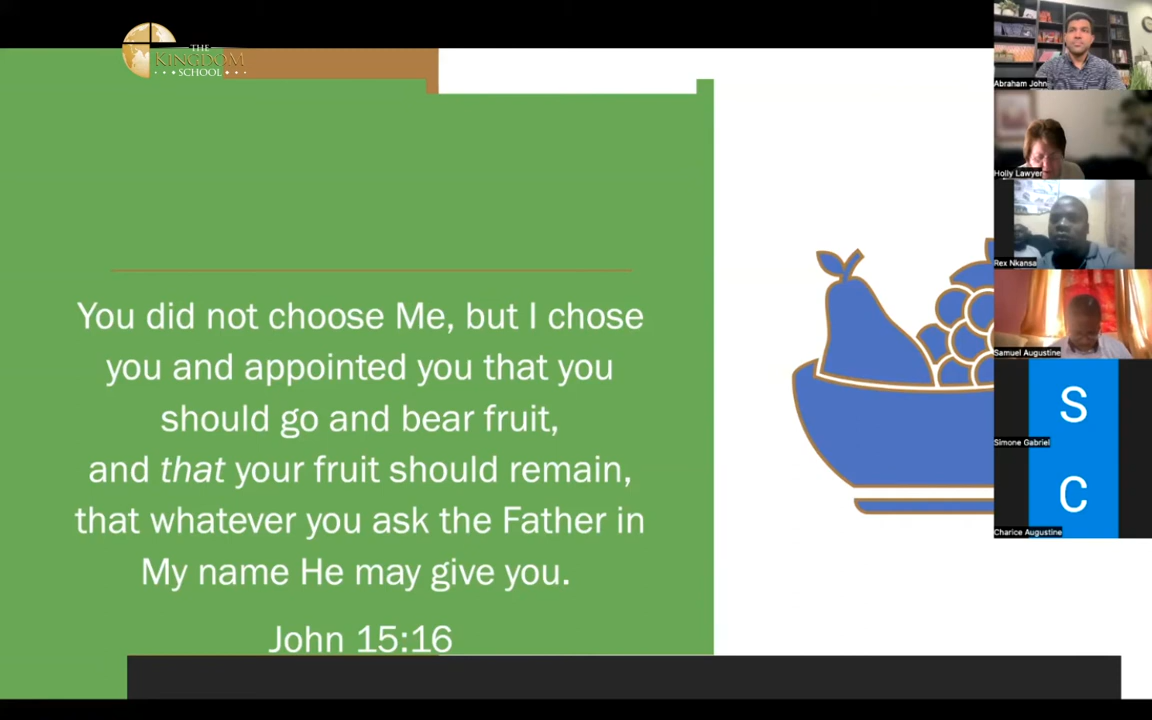 THE
KINGDOM
SCHOOL
You did not choose Me, but I chose
you and appointed you that you
should go and bear fruit,
and that your fruit should remain,
that whatever you ask the Father in
My name He may give you.
John 15:16
Abraham John
Holly Lawyer
Rex Nkansa
Samuel Augustine
S
Simone Gabriel
C
Charice Augustine